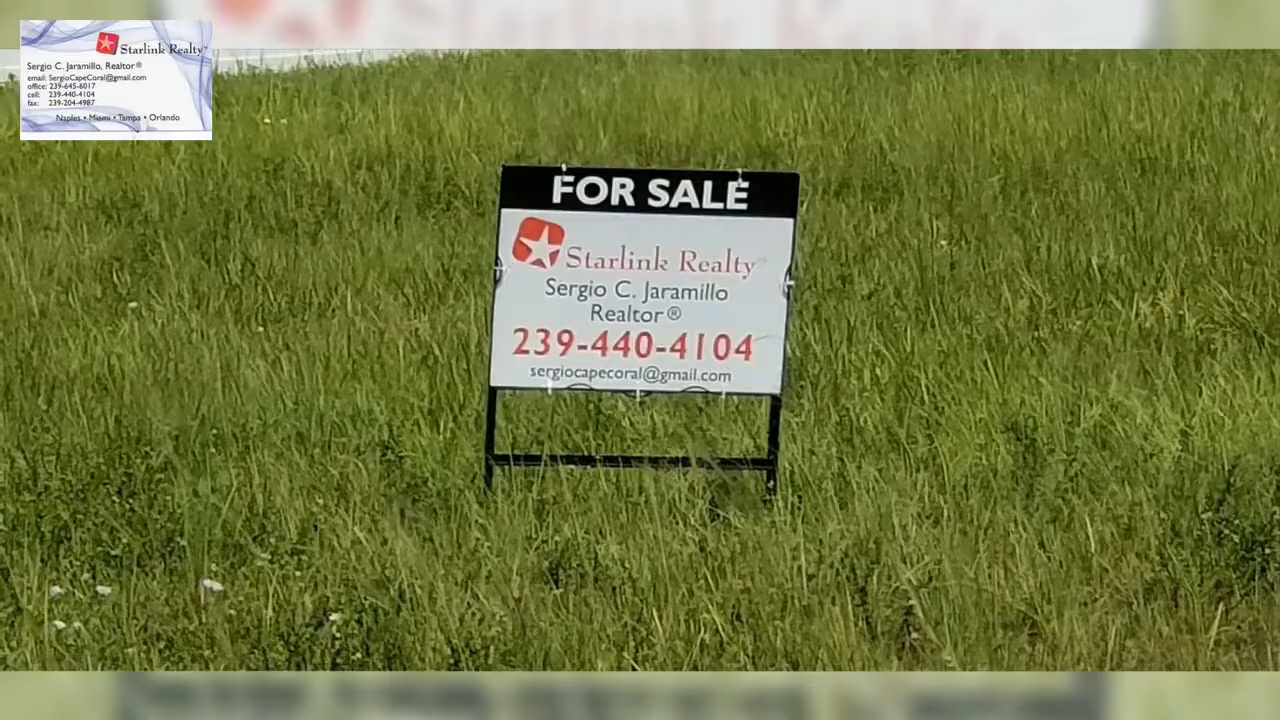 Starlink Realty
Sergio C. Jaramillo, Realtor®
email: SergioCapeCoral@gmail.com
office: 239-645-6017
cell: 239-440-4104
fax: 239-204-4987
Naples • Miami • Tampa • Orlando
FOR SALE
Starlink Realty
Sergio C. Jaramillo
Realtor®
239-440-4104
sergiocapecoral@gmail.com